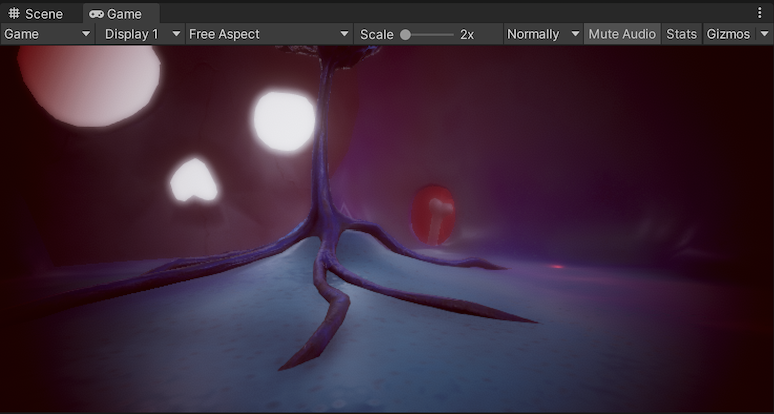 Scene Game
Game Display 1 Free Aspect Scale 2x Normally Mute Audio Stats Gizmos